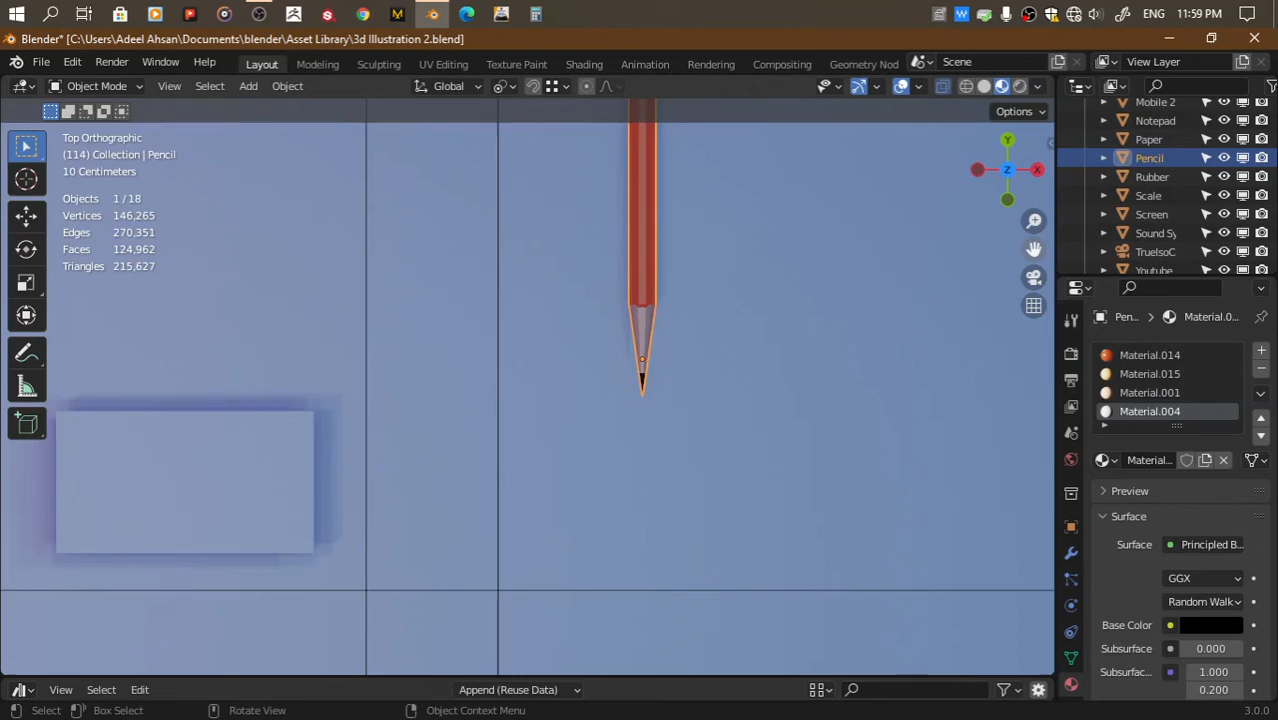 ENG 11:59 PM
Blender* [C:\Users\Adeel Ahsan\Documents\blender\Asset Library\3d Illustration 2.blend]
File Edit Render Window Help Layout Modeling Sculpting UV Editing Texture Paint Shading Animation Rendering Compositing Geometry Nod Scene View Layer
Object Mode View Select Add Object Global
Options
Top Orthographic
(114) Collection | Pencil
10 Centimeters
Objects 1 / 18
Vertices 146,265
Edges 270,351
Faces 124,962
Triangles 215,627
Y
Z X
Mobile 2
Notepad
Paper
Pencil
Rubber
Scale
Screen
Sound Sy
TrueIsoC
Youtube
Pen... > Material.0...
Material.014
Material.015
Material.001
Material.004
Material...
Preview
Surface
Surface Principled B...
GGX
Random Walk
Base Color
Subsurface 0.000
Subsurfac... 1.000
0.200
View Select Edit Append (Reuse Data)
Select Box Select Rotate View Object Context Menu 3.0.0